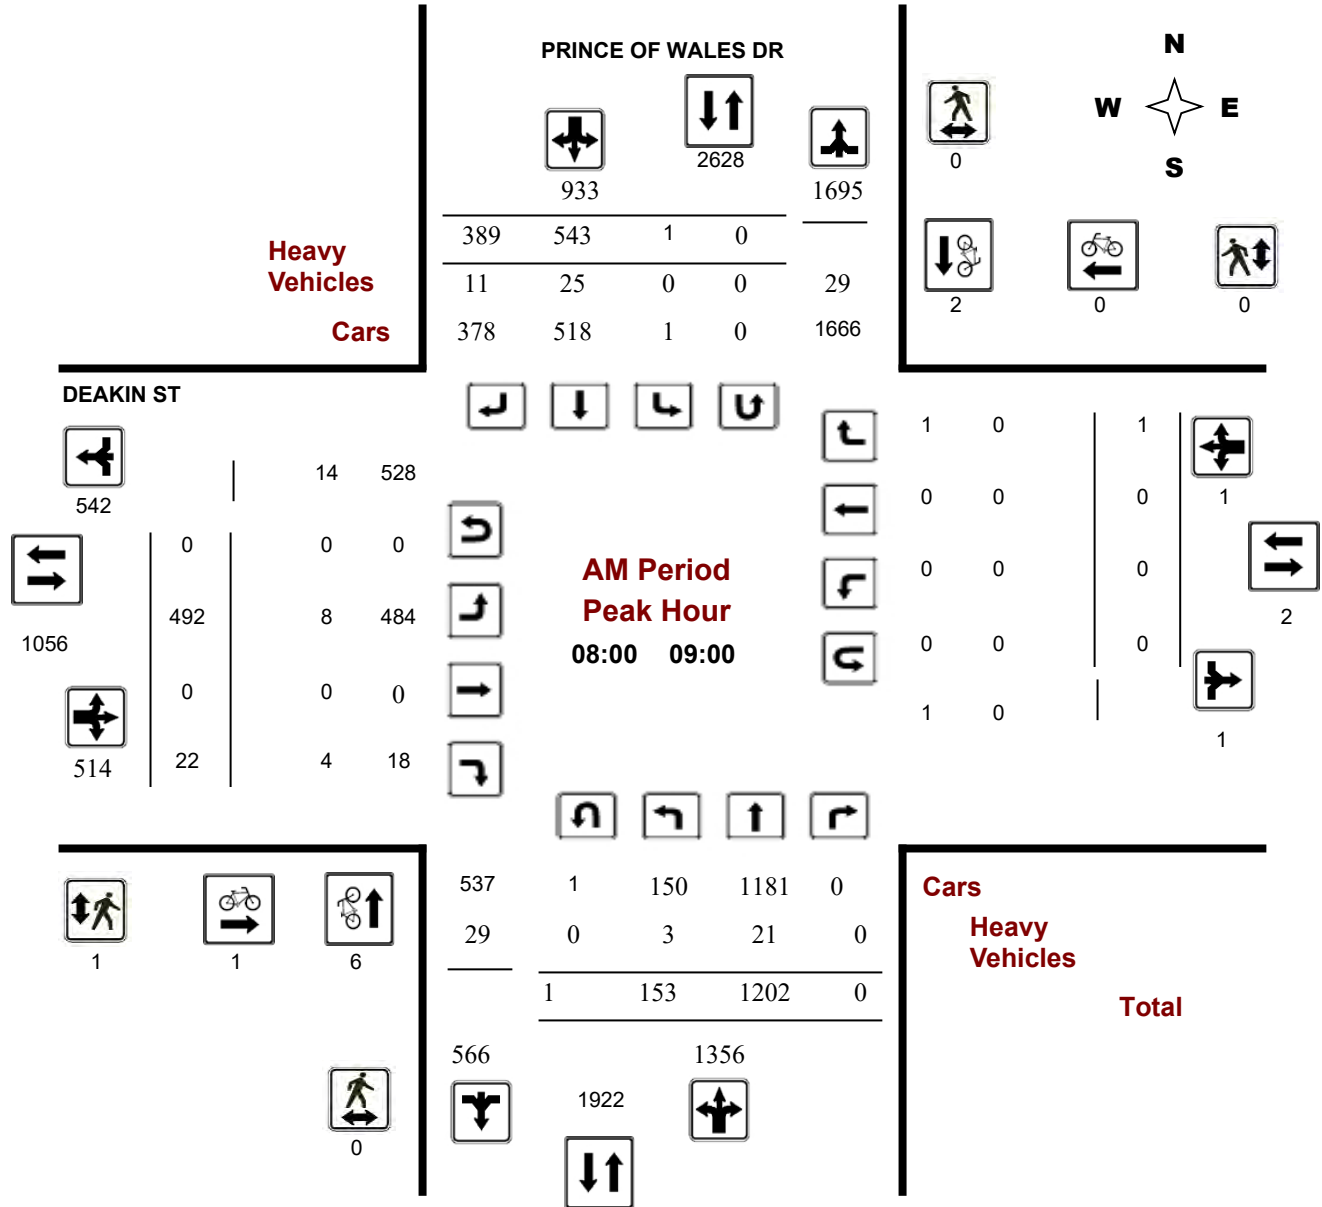 PRINCE OF WALES DR
N
W E
S
2628
933
1695
0
389 543 1 0
Heavy
Vehicles
11 25 0 0 29
Cars
378 518 1 0 1666
2 0 0
DEAKIN ST
14 528
542
0 0 0
492 8 484
1056
0 0 0
514
22 4 18
AM Period
Peak Hour
08:00 09:00
1 0 1
1
0 0 0
0 0 0
2
0 0 0
1 0
1
537 1 150 1181 0
Cars
29 0 3 21 0
Heavy
Vehicles
1 153 1202 0
Total
1 1 6
566 1356
1922
0